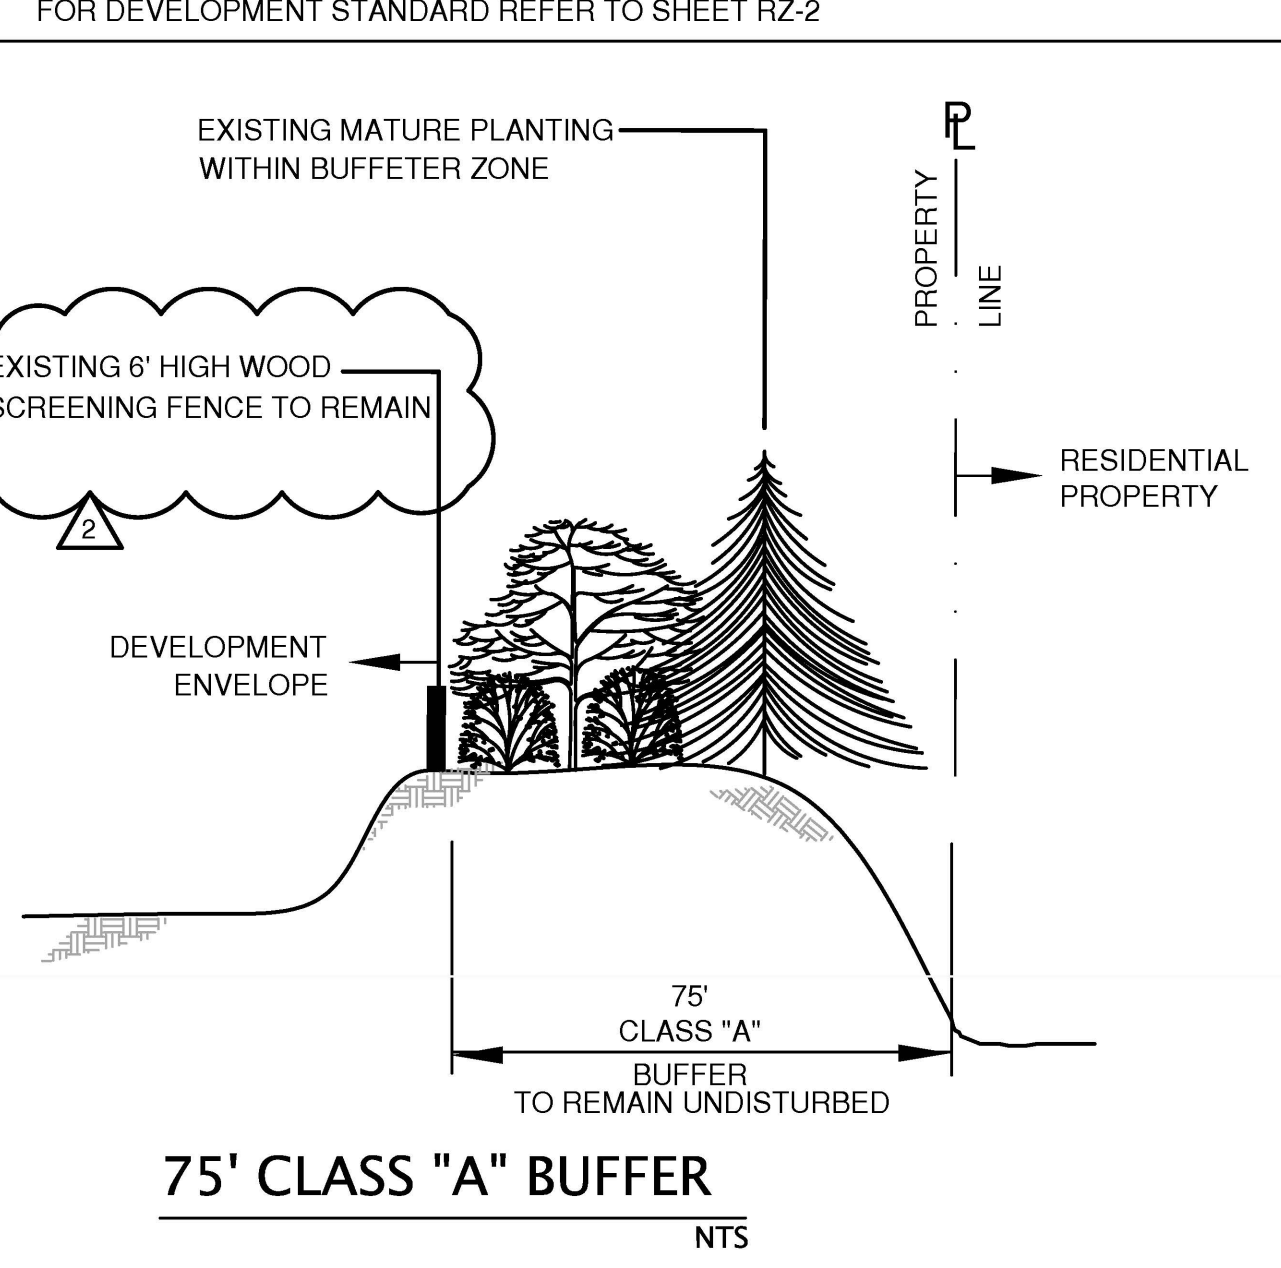 FOR DEVELOPMENT STANDARD REFER TO SHEET RZ-2
EXISTING MATURE PLANTING
WITHIN BUFFETER ZONE
PL
PROPERTY
LINE
EXISTING 6' HIGH WOOD
SCREENING FENCE TO REMAIN
2
RESIDENTIAL
PROPERTY
DEVELOPMENT
ENVELOPE
75'
CLASS "A"
BUFFER
TO REMAIN UNDISTURBED
75' CLASS "A" BUFFER
NTS